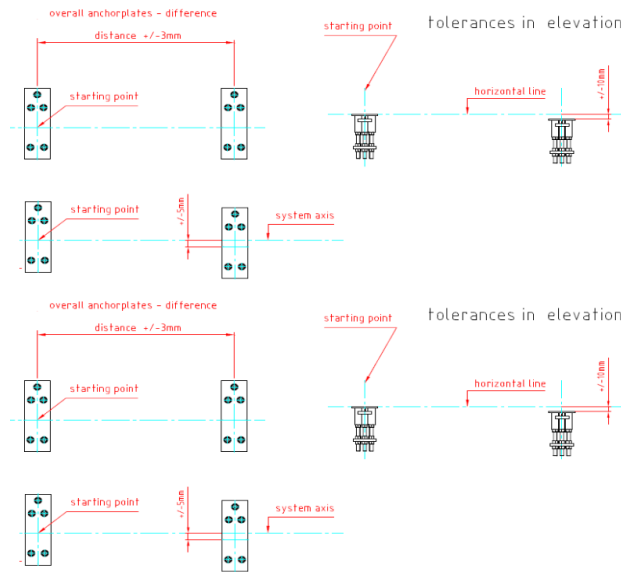 overall anchorplates - difference
distance +/-3mm
starting point
starting point
tolerances in elevation
horizontal line
+/-10mm
starting point
+/-5mm
system axis
overall anchorplates - difference
distance +/-3mm
starting point
starting point
tolerances in elevation
horizontal line
+/-10mm
starting point
+/-5mm
system axis